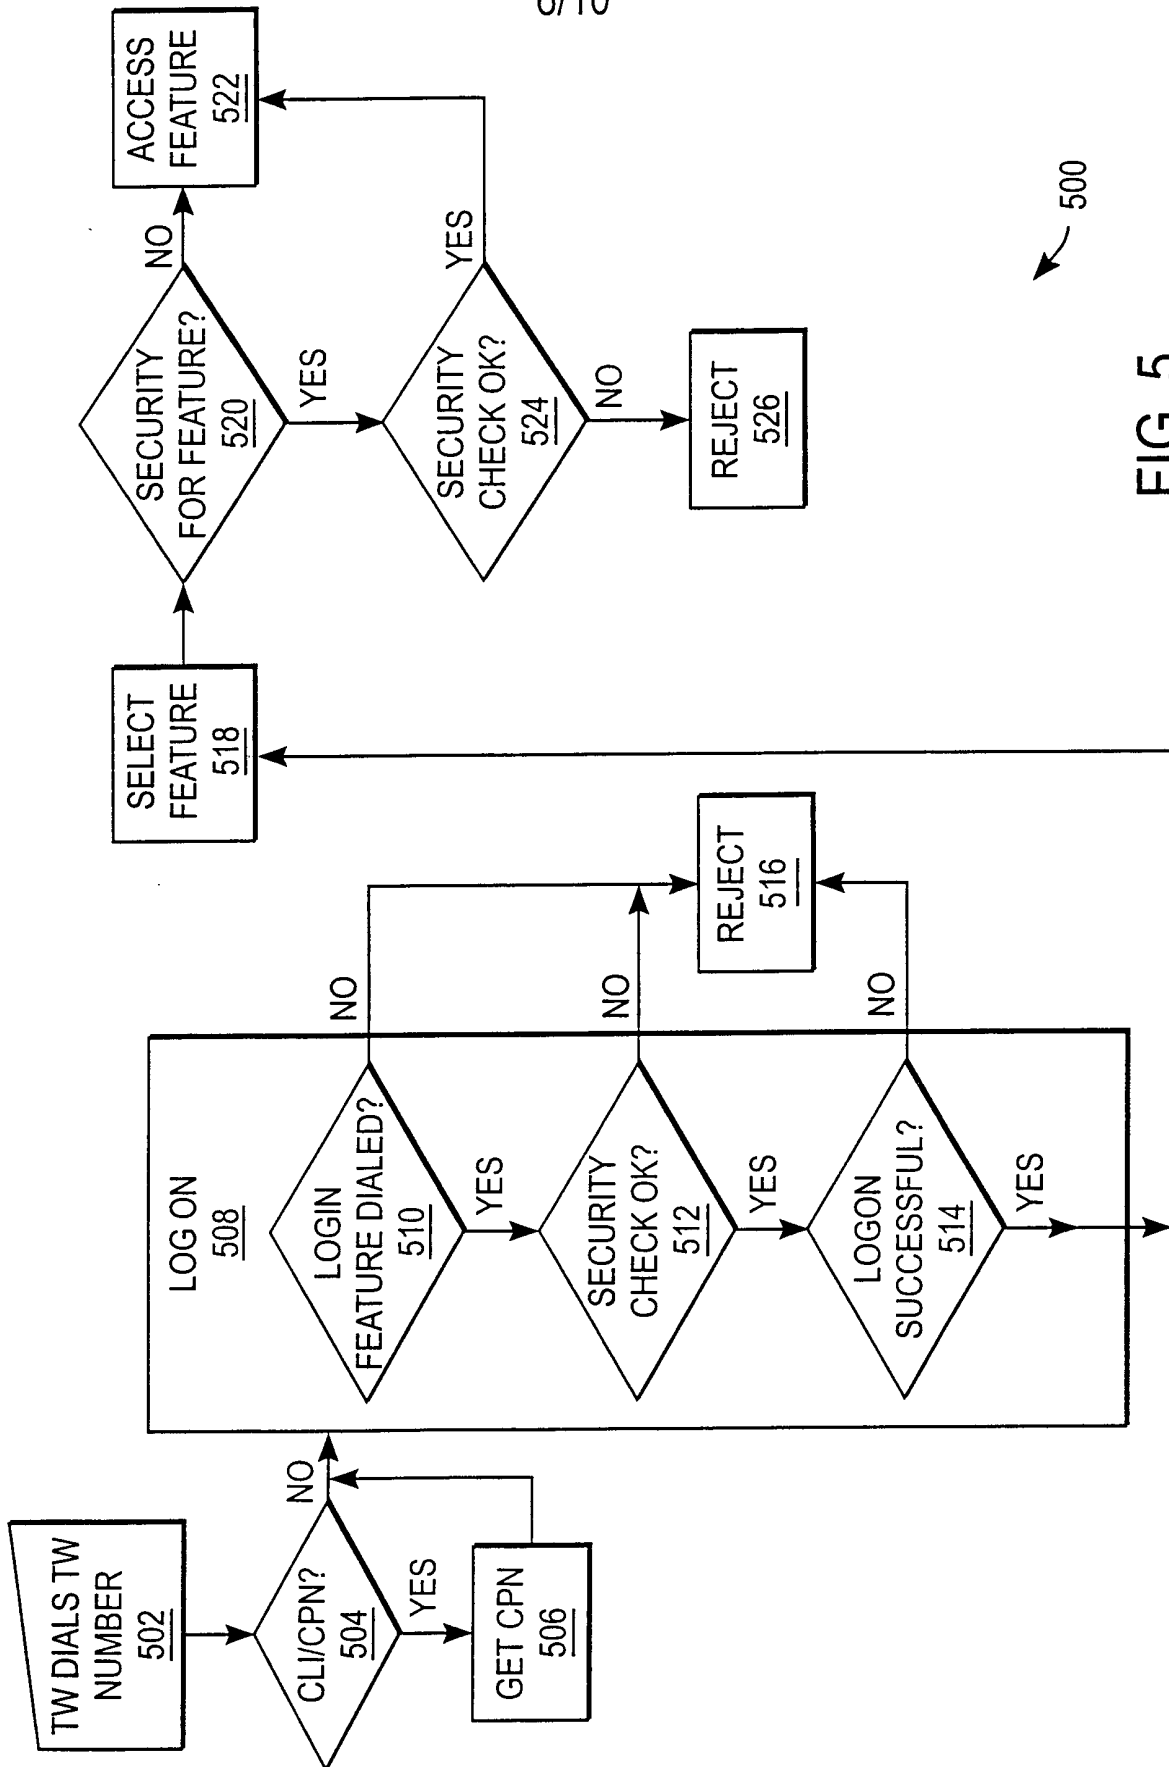 6/10
TW DIALS TW
NUMBER
502
CLI/CPN?
504
NO
YES
GET CPN
506
LOG ON
508
LOGIN
FEATURE DIALED?
510
NO
YES
SECURITY
CHECK OK?
512
NO
YES
LOGON
SUCCESSFUL?
514
NO
YES
REJECT
516
SELECT
FEATURE
518
SECURITY
FOR FEATURE?
520
NO
YES
ACCESS
FEATURE
522
SECURITY
CHECK OK?
524
YES
NO
REJECT
526
500
FIG. 5